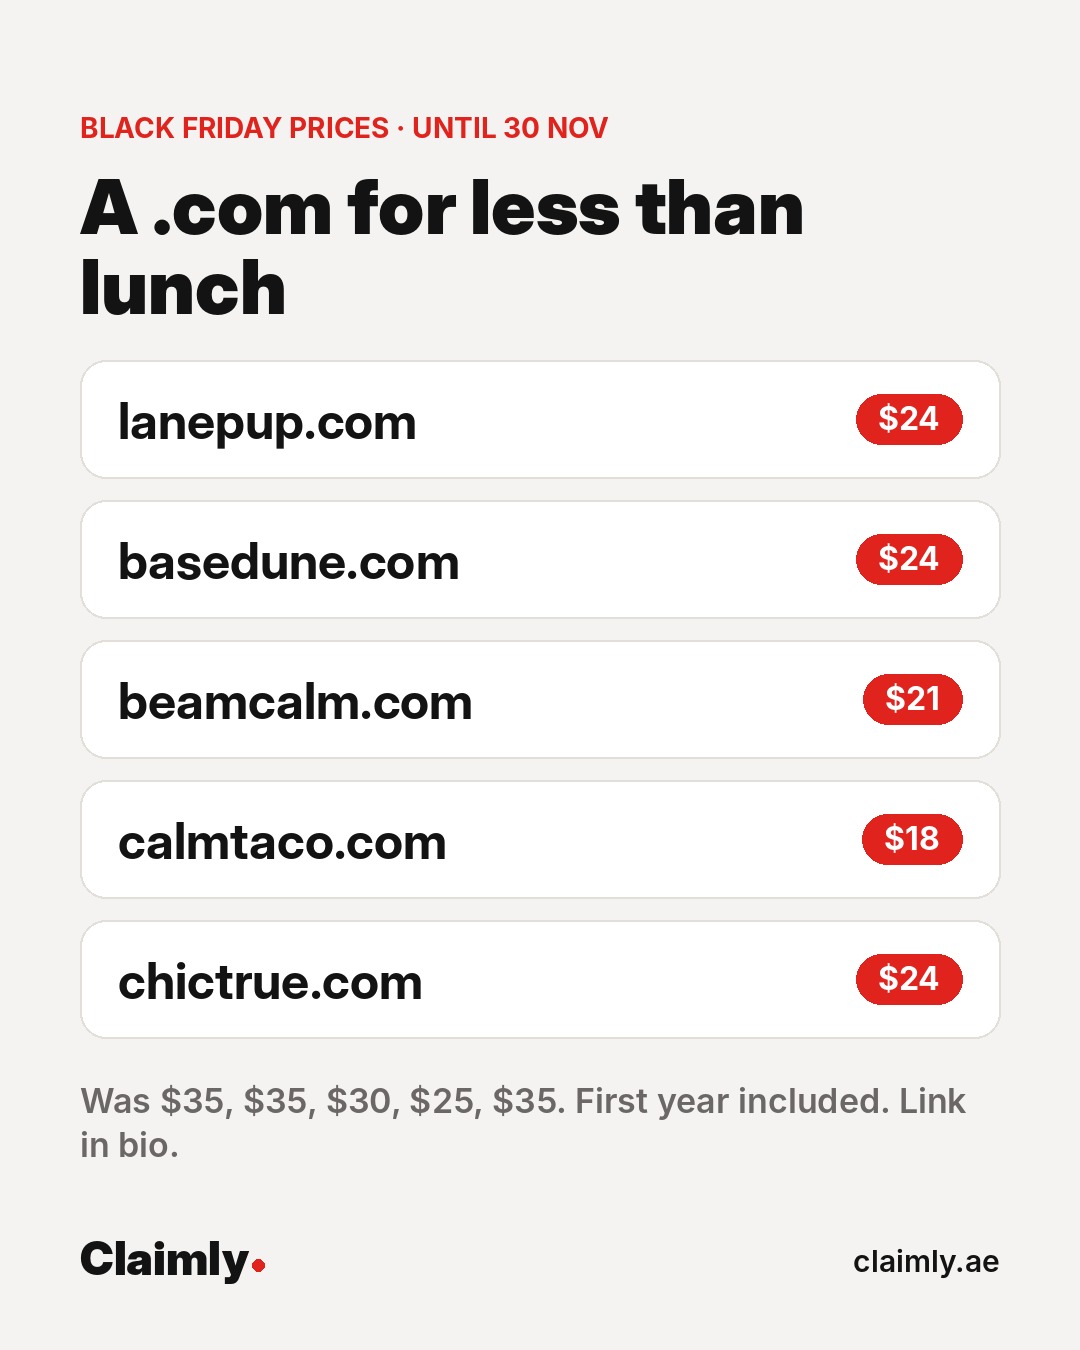 BLACK FRIDAY PRICES · UNTIL 30 NOV
A .com for less than
lunch
lanepup.com $24
basedune.com $24
beamcalm.com $21
calmtaco.com $18
chictrue.com $24
Was $35, $35, $30, $25, $35. First year included. Link
in bio.
Claimly. claimly.ae